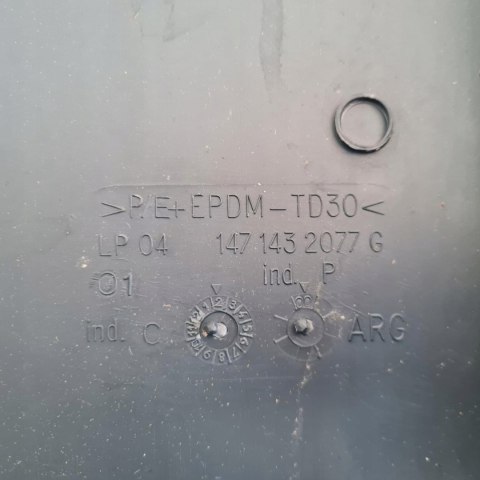 >P/E+EPDM-TD30<
LP 04 147 143 2077 G
01 ind. P
ind. C ARG